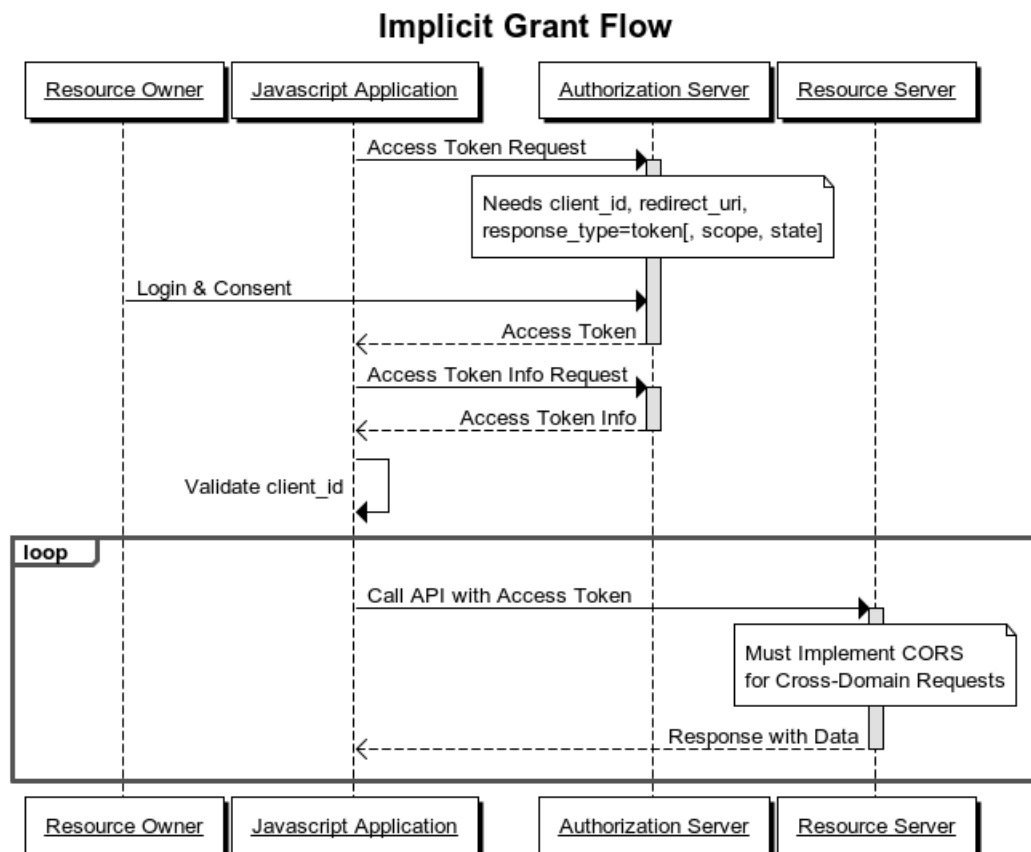 Implicit Grant Flow
Resource Owner
Javascript Application
Authorization Server
Resource Server
Access Token Request
Needs client_id, redirect_uri,
response_type=token[, scope, state]
Login & Consent
Access Token
Access Token Info Request
Access Token Info
Validate client_id
loop
Call API with Access Token
Must Implement CORS
for Cross-Domain Requests
Response with Data
Resource Owner
Javascript Application
Authorization Server
Resource Server